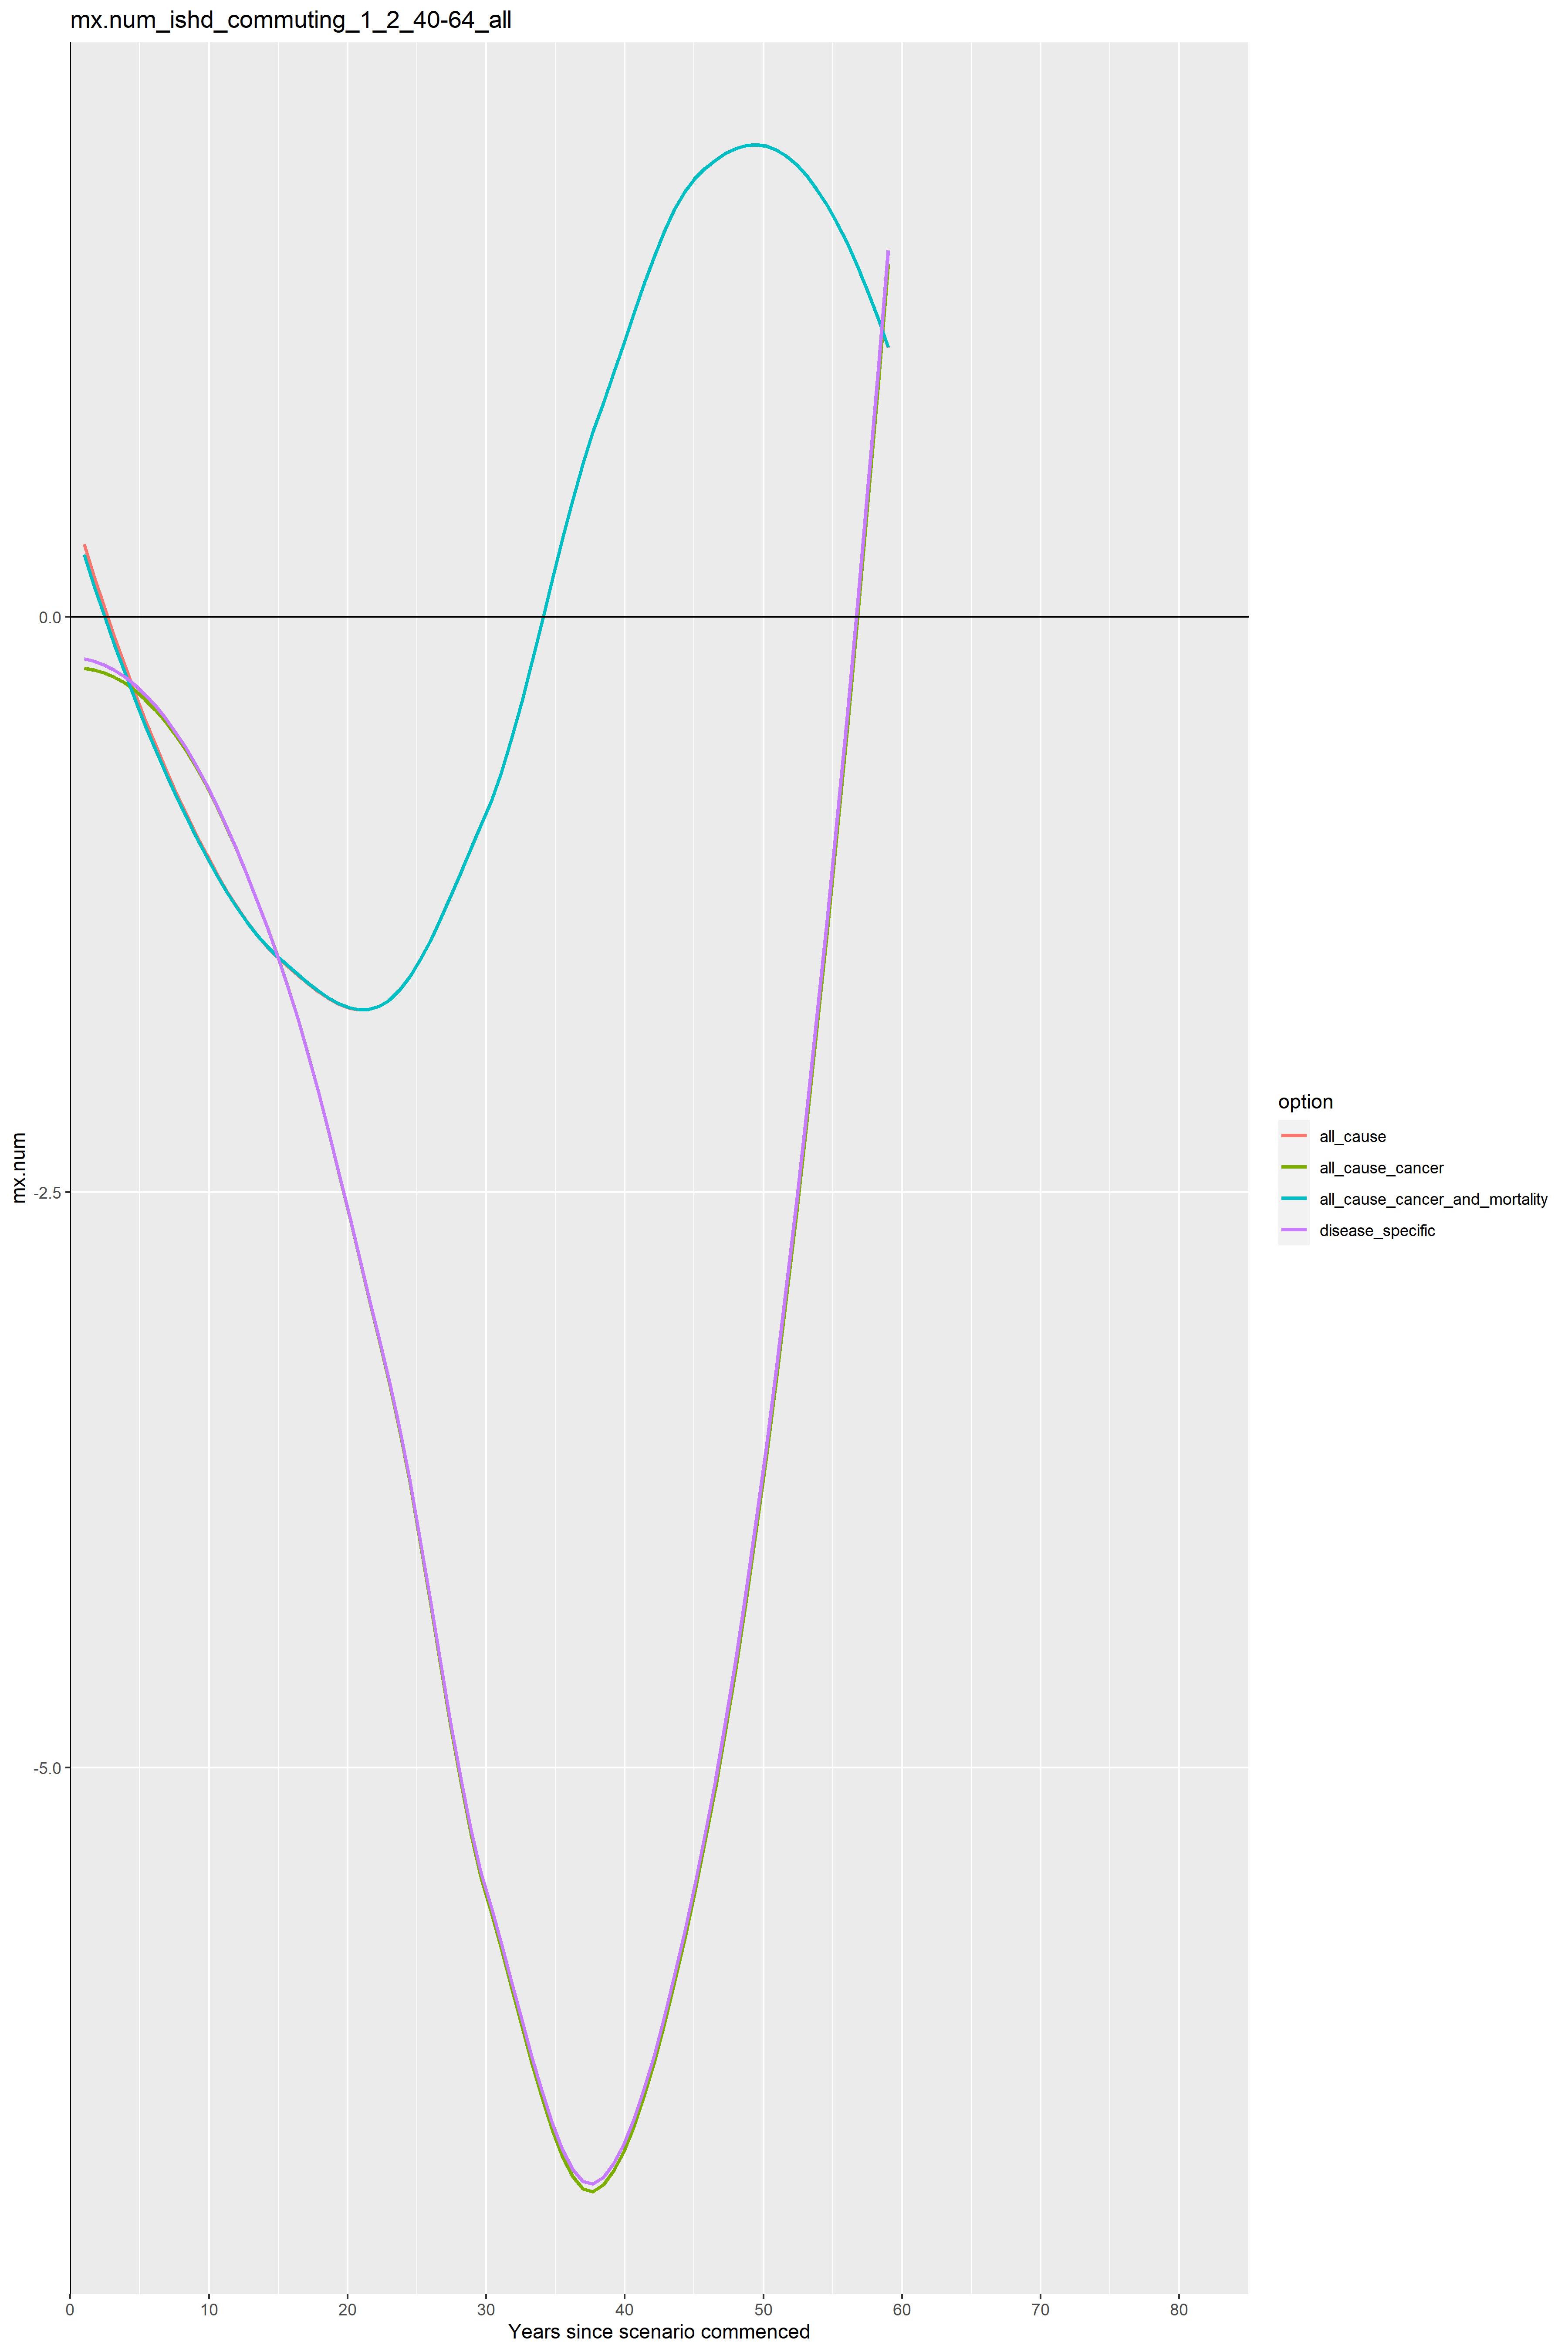 mx.num_ishd_commuting_1_2_40-64_all
mx.num
0.0
-2.5
-5.0
0 10 20 30 40 50 60 70 80
Years since scenario commenced
option
all_cause
all_cause_cancer
all_cause_cancer_and_mortality
disease_specific